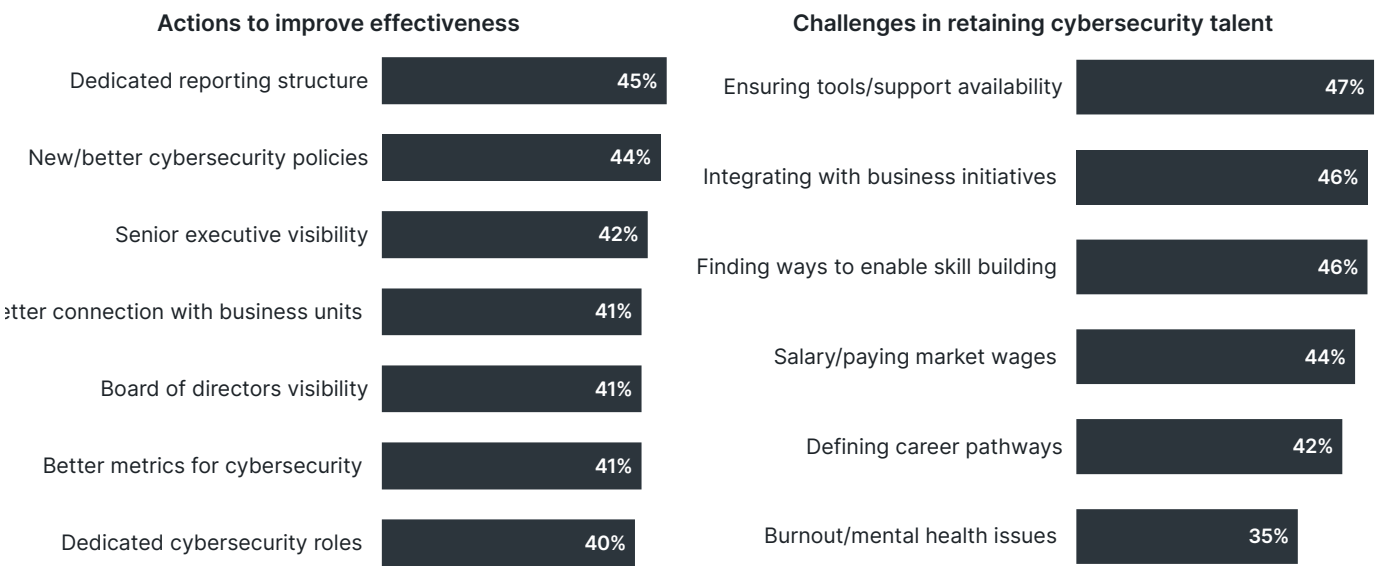 Actions to improve effectiveness
Dedicated reporting structure 45%
New/better cybersecurity policies 44%
Senior executive visibility 42%
etter connection with business units 41%
Board of directors visibility 41%
Better metrics for cybersecurity 41%
Dedicated cybersecurity roles 40%
Challenges in retaining cybersecurity talent
Ensuring tools/support availability 47%
Integrating with business initiatives 46%
Finding ways to enable skill building 46%
Salary/paying market wages 44%
Defining career pathways 42%
Burnout/mental health issues 35%